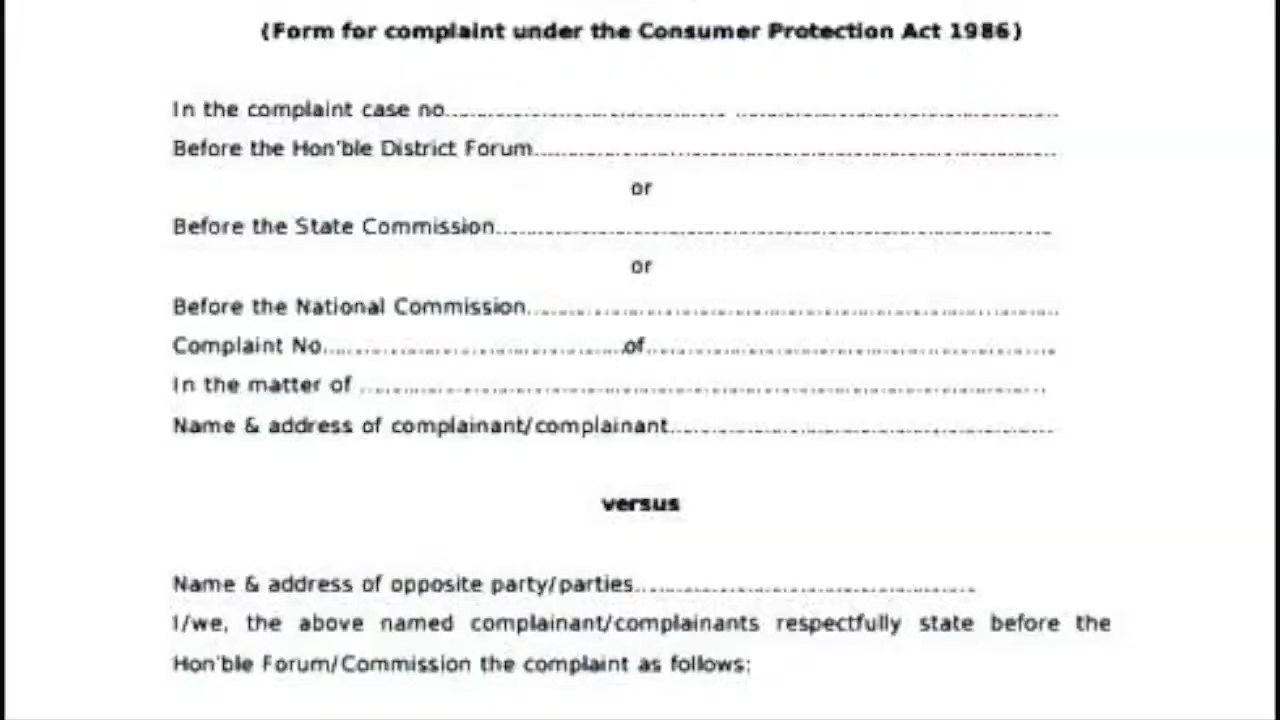 (Form for complaint under the Consumer Protection Act 1986)
In the complaint case no.......................................... ................................................
Before the Hon'ble District Forum................................................................................
or
Before the State Commission.....................................................................................
or
Before the National Commission.................................................................................
Complaint No.............................................of.............................................................
In the matter of .......................................................................................................
Name & address of complainant/complainant..........................................................
versus
Name & address of opposite party/parties...................................................
I/we, the above named complainant/complainants respectfully state before the
Hon'ble Forum/Commission the complaint as follows: